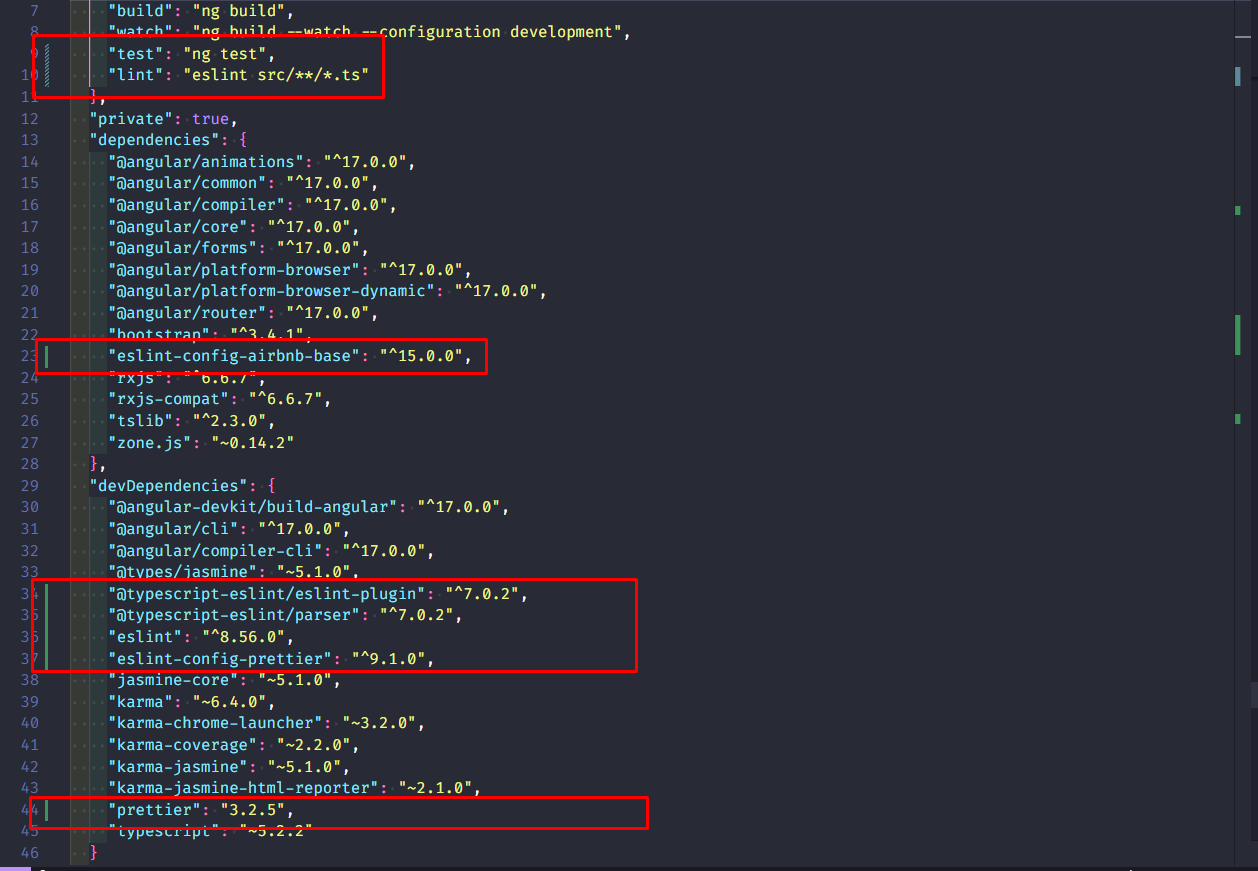 7 "build": "ng build",
8 "watch": "ng build --watch --configuration development",
9 "test": "ng test",
10 "lint": "eslint src/**/*.ts"
11 },
12 "private": true,
13 "dependencies": {
14 "@angular/animations": "^17.0.0",
15 "@angular/common": "^17.0.0",
16 "@angular/compiler": "^17.0.0",
17 "@angular/core": "^17.0.0",
18 "@angular/forms": "^17.0.0",
19 "@angular/platform-browser": "^17.0.0",
20 "@angular/platform-browser-dynamic": "^17.0.0",
21 "@angular/router": "^17.0.0",
22 "bootstrap": "^3.4.1",
23 "eslint-config-airbnb-base": "^15.0.0",
24 "rxjs": "^6.6.7",
25 "rxjs-compat": "^6.6.7",
26 "tslib": "^2.3.0",
27 "zone.js": "~0.14.2"
28 },
29 "devDependencies": {
30 "@angular-devkit/build-angular": "^17.0.0",
31 "@angular/cli": "^17.0.0",
32 "@angular/compiler-cli": "^17.0.0",
33 "@types/jasmine": "~5.1.0",
34 "@typescript-eslint/eslint-plugin": "^7.0.2",
35 "@typescript-eslint/parser": "^7.0.2",
36 "eslint": "^8.56.0",
37 "eslint-config-prettier": "^9.1.0",
38 "jasmine-core": "~5.1.0",
39 "karma": "~6.4.0",
40 "karma-chrome-launcher": "~3.2.0",
41 "karma-coverage": "~2.2.0",
42 "karma-jasmine": "~5.1.0",
43 "karma-jasmine-html-reporter": "~2.1.0",
44 "prettier": "3.2.5",
45 "typescript": "~5.2.2"
46 }